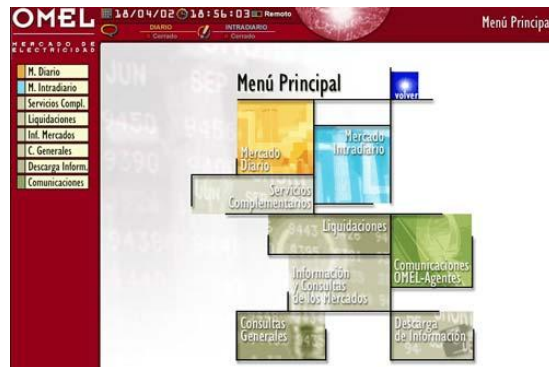 OMEL
MERCADO DE
ELECTRICIDAD
18/04/02 18:56:03 Remoto
DIARIO
Cerrado
INTRADIARIO
Cerrado
Menú Principa
M. Diario
M. Intradiario
Servicios Compl.
Liquidaciones
Inf. Mercados
C. Generales
Descarga Inform.
Comunicaciones
Menú Principal
volver
Mercado
Diario
Mercado
Intradiario
Servicios
Complementarios
Liquidaciones
Comunicaciones
OMEL-Agentes
Información
y Consultas
de los Mercados
Consultas
Generales
Descarga
de Información